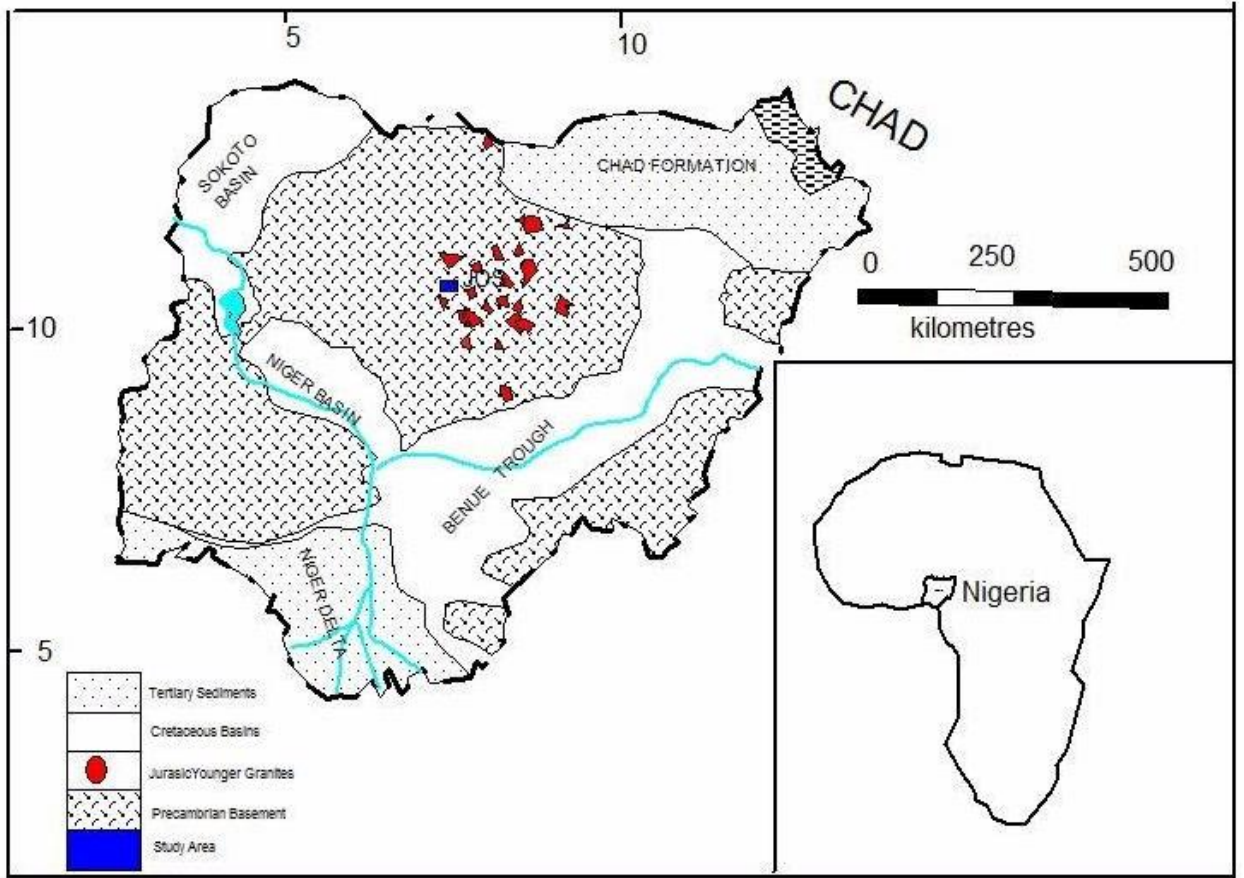 5
10
CHAD
SOKOTO
BASIN
CHAD FORMATION
JOS
0 250 500
kilometres
10
NIGER BASIN
BENUE TROUGH
NIGER DELTA
Nigeria
5
Tertiary Sediments
Cretaceous Basins
JurasicYounger Granites
Precambrian Basement
Study Area